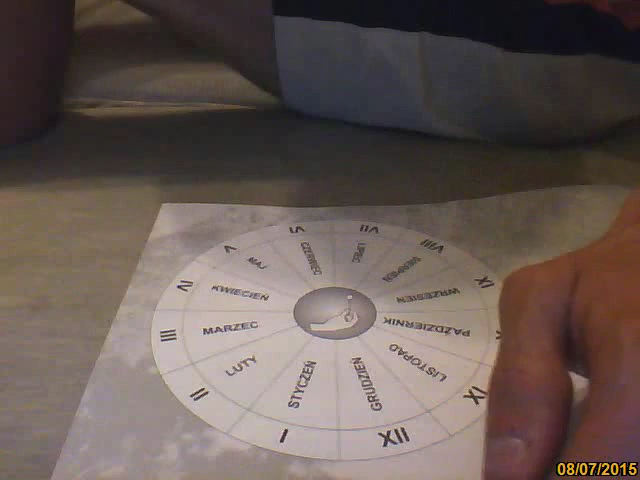 I
STYCZEŃ
II
LUTY
III
MARZEC
IV
KWIECIEŃ
V
MAJ
VI
CZERWIEC
VII
LIPIEC
VIII
SIERPIEŃ
IX
WRZESIEŃ
PAŹDZIERNIK
XI
LISTOPAD
XII
GRUDZIEŃ
08/07/2015